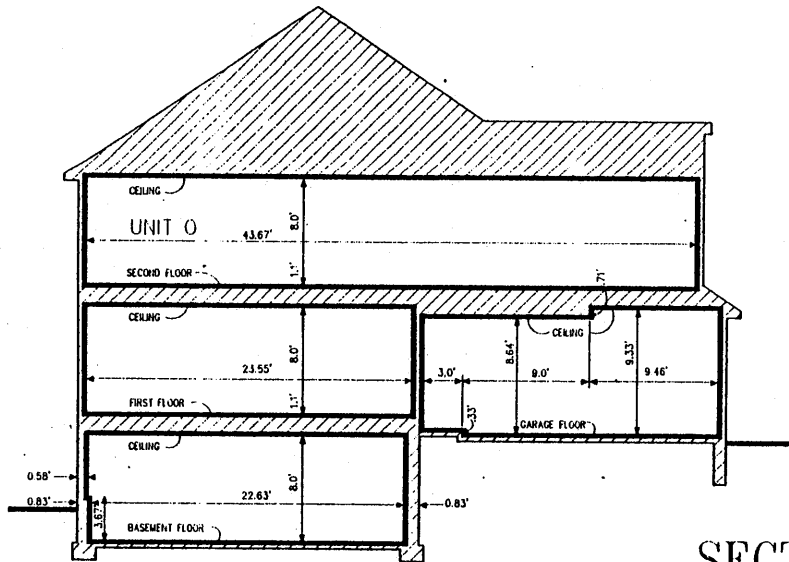 CEILING
UNIT O
43.67'
8.0'
SECOND FLOOR
1.1'
.71'
CEILING
CEILING
8.0'
23.55'
8.64'
9.33'
3.0'
9.0'
9.46'
FIRST FLOOR
1.1'
.33'
GARAGE FLOOR
CEILING
0.58'
8.0'
0.83'
22.63'
0.83'
3.67'
BASEMENT FLOOR
SECT